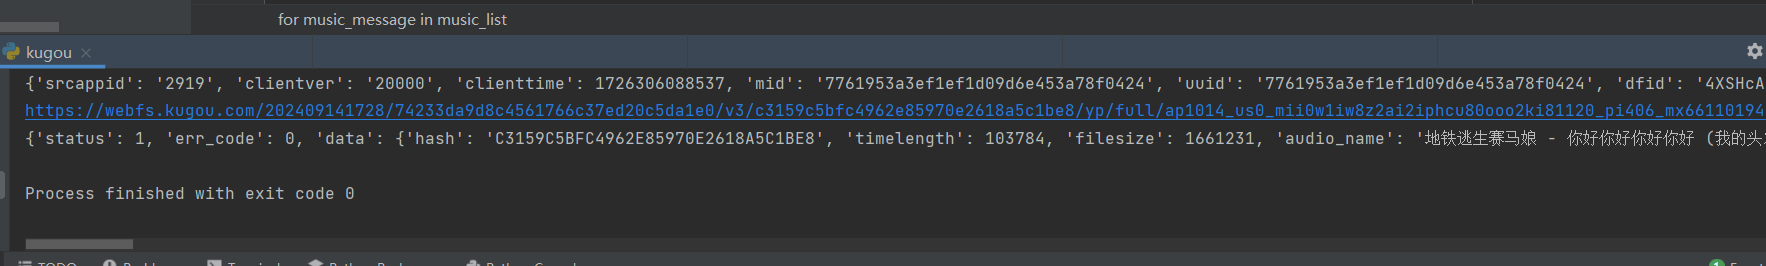 for music_message in music_list
kugou
{'srcappid': '2919', 'clientver': '20000', 'clienttime': 1726306088537, 'mid': '7761953a3ef1ef1d09d6e453a78f0424', 'uuid': '7761953a3ef1ef1d09d6e453a78f0424', 'dfid': '4XSHcA
https://webfs.kugou.com/202409141728/74233da9d8c4561766c37ed20c5da1e0/v3/c3159c5bfc4962e85970e2618a5c1be8/yp/full/ap1014_us0_mii0w1iw8z2ai2iphcu80ooo2ki81120_pi406_mx66110194
{'status': 1, 'err_code': 0, 'data': {'hash': 'C3159C5BFC4962E85970E2618A5C1BE8', 'timelength': 103784, 'filesize': 1661231, 'audio_name': '地铁逃生赛马娘 - 你好你好你好你好 (我的头
Process finished with exit code 0